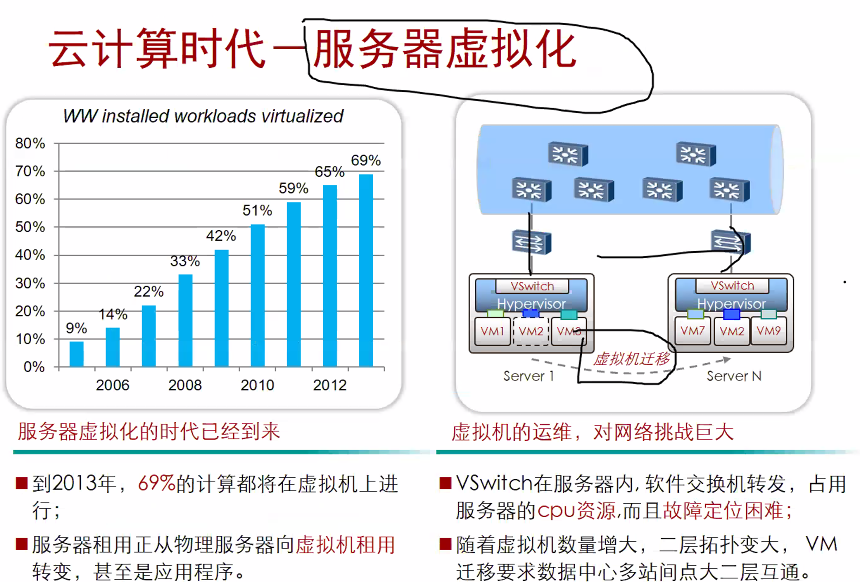 云计算时代－服务器虚拟化
WW installed workloads virtualized
80%
70%
60%
50%
40%
30%
20%
10%
0%
9%
14%
22%
33%
42%
51%
59%
65%
69%
2006
2008
2010
2012
VSwitch
Hypervisor
VM1
VM2
VM3
Server 1
VSwitch
Hypervisor
VM7
VM2
VM9
Server N
虚拟机迁移
服务器虚拟化的时代已经到来
■到2013年，69%的计算都将在虚拟机上进
行；
■服务器租用正从物理服务器向虚拟机租用
转变，甚至是应用程序。
虚拟机的运维，对网络挑战巨大
■VSwitch在服务器内, 软件交换机转发，占用
服务器的cpu资源,而且故障定位困难；
■随着虚拟机数量增大，二层拓扑变大， VM
迁移要求数据中心多站间点大二层互通。